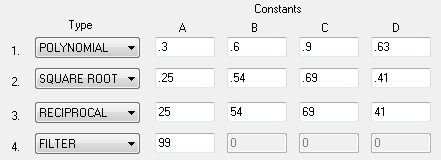 Constants
Type A B C D
1. POLYNOMIAL .3 .6 .9 .63
2. SQUARE ROOT .25 .54 .69 .41
3. RECIPROCAL 25 54 69 41
4. FILTER 99 0 0 0